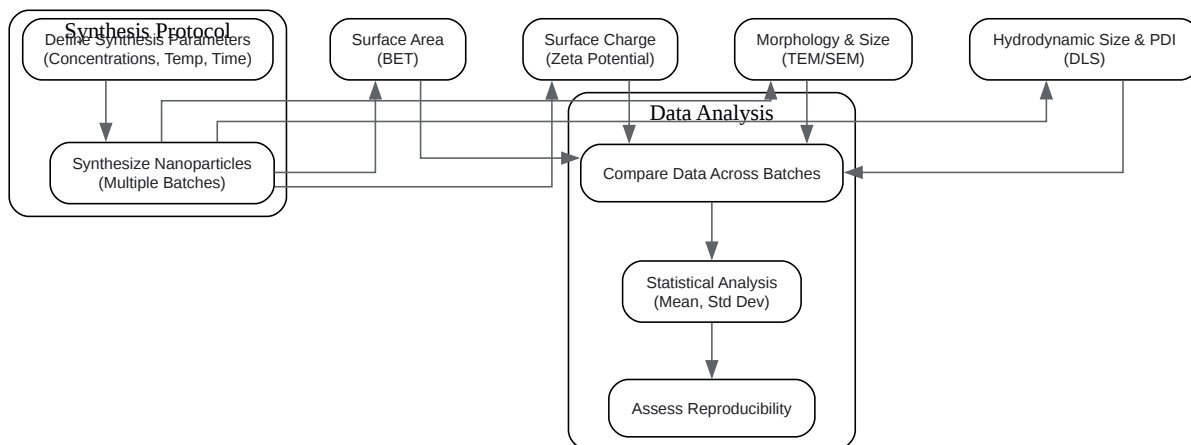 Synthesis Protocol
Define Synthesis Parameters
(Concentrations, Temp, Time)
Surface Area
(BET)
Surface Charge
(Zeta Potential)
Morphology & Size
(TEM/SEM)
Hydrodynamic Size & PDI
(DLS)
Data Analysis
Synthesize Nanoparticles
(Multiple Batches)
Compare Data Across Batches
Statistical Analysis
(Mean, Std Dev)
Assess Reproducibility